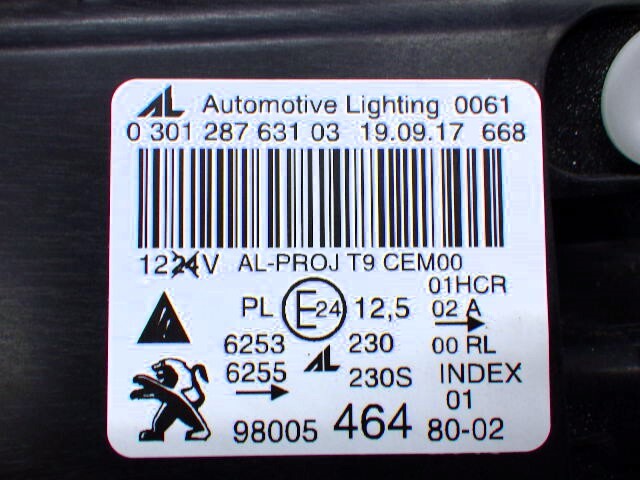 AL Automotive Lighting 0061
0 301 287 631 03 19.09.17 668
12 24 V AL-PROJ T9 CEM00
01HCR
PL E24 12,5 02 A
6253 AL 230 00 RL
6255 230S INDEX
01
98005 464 80-02